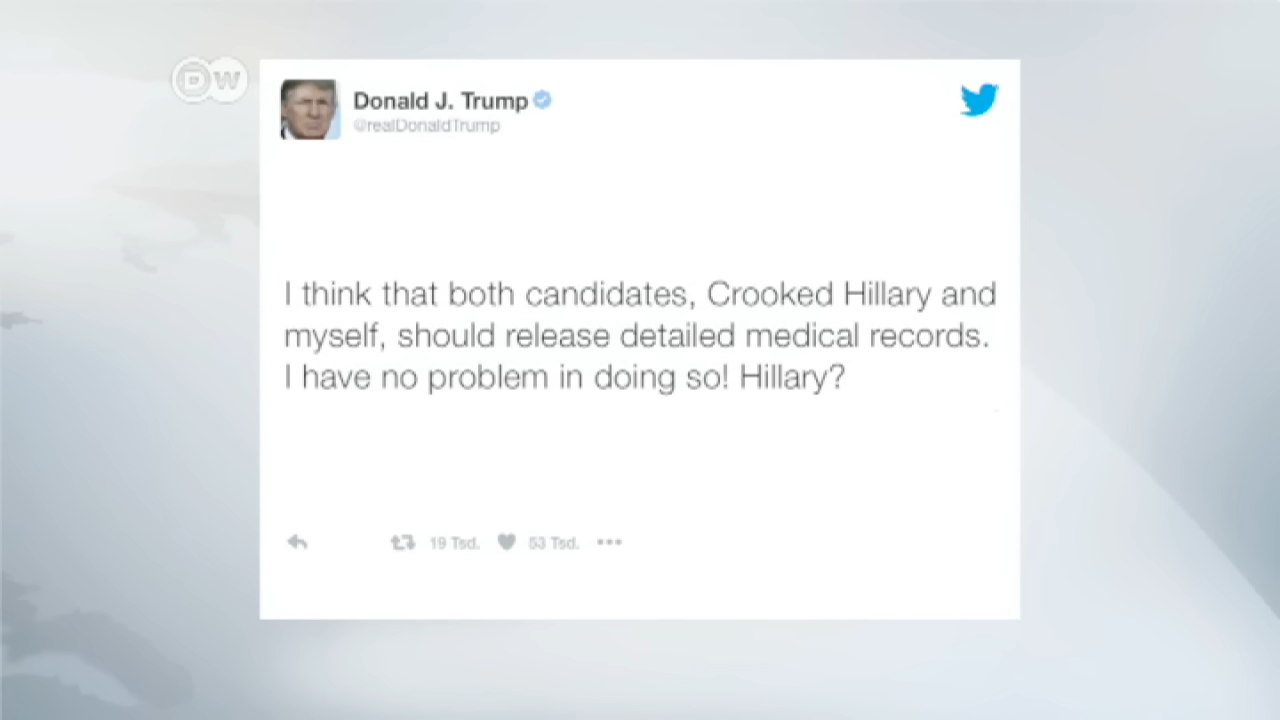 DW
Donald J. Trump
@realDonaldTrump
I think that both candidates, Crooked Hillary and
myself, should release detailed medical records.
I have no problem in doing so! Hillary?
19 Tsd. 53 Tsd.